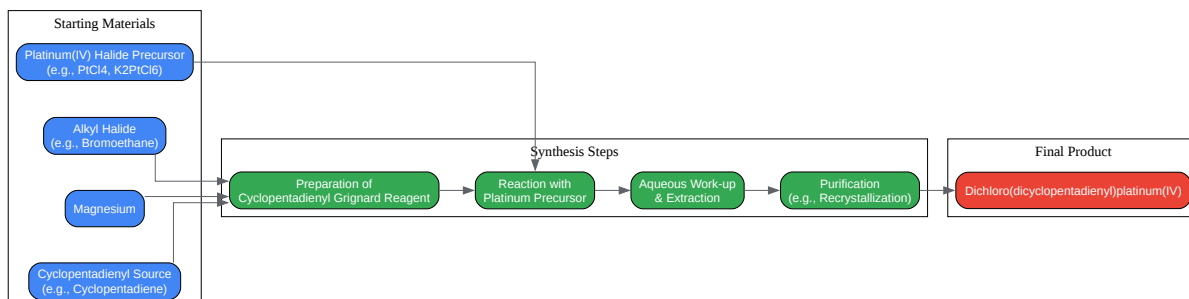 Starting Materials
Platinum(IV) Halide Precursor
(e.g., PtCl4, K2PtCl6)
Alkyl Halide
(e.g., Bromoethane)
Magnesium
Cyclopentadienyl Source
(e.g., Cyclopentadiene)
Synthesis Steps
Preparation of
Cyclopentadienyl Grignard Reagent
Reaction with
Platinum Precursor
Aqueous Work-up
& Extraction
Purification
(e.g., Recrystallization)
Final Product
Dichloro(dicyclopentadienyl)platinum(IV)